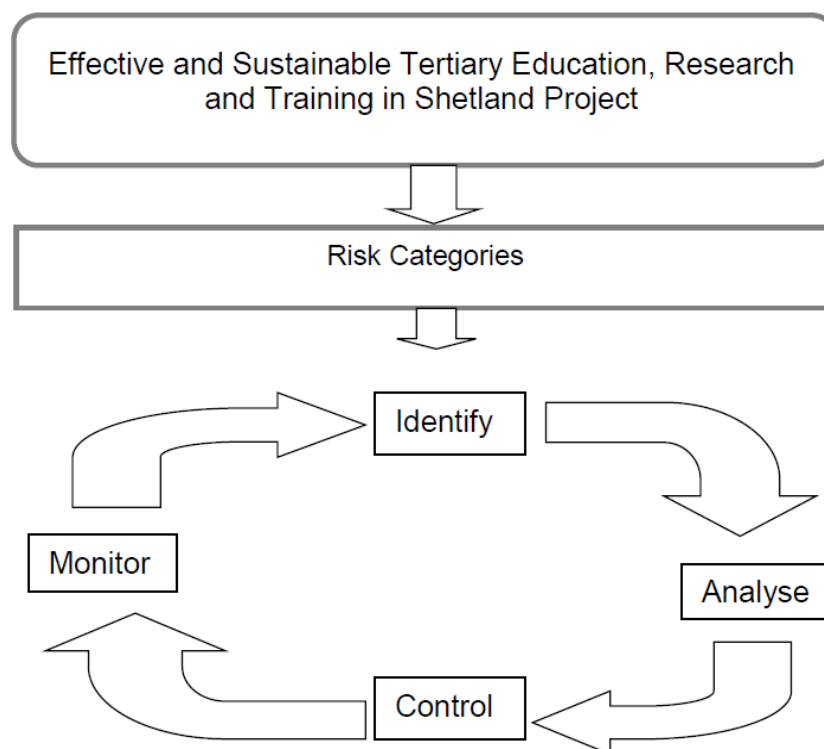 Effective and Sustainable Tertiary Education, Research
and Training in Shetland Project
Risk Categories
Identify
Monitor
Analyse
Control